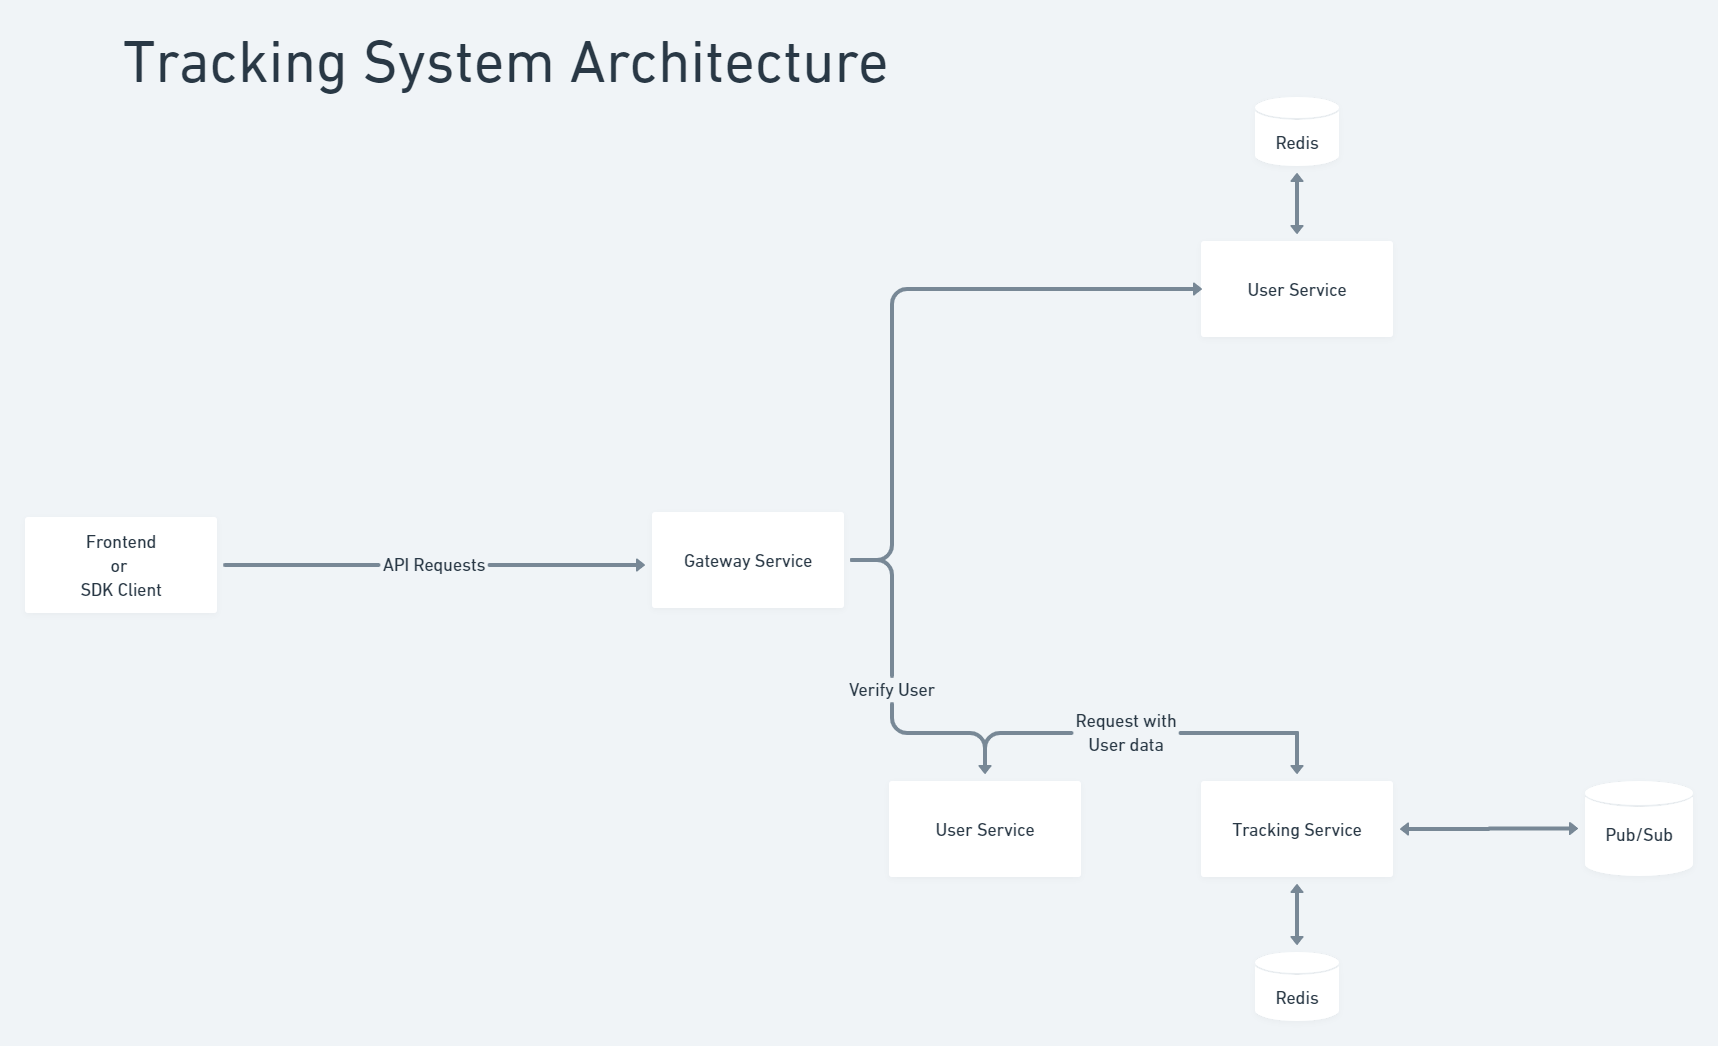 Tracking System Architecture
Redis
User Service
Frontend
or
SDK Client
API Requests
Gateway Service
Verify User
Request with
User data
User Service
Tracking Service
Pub/Sub
Redis